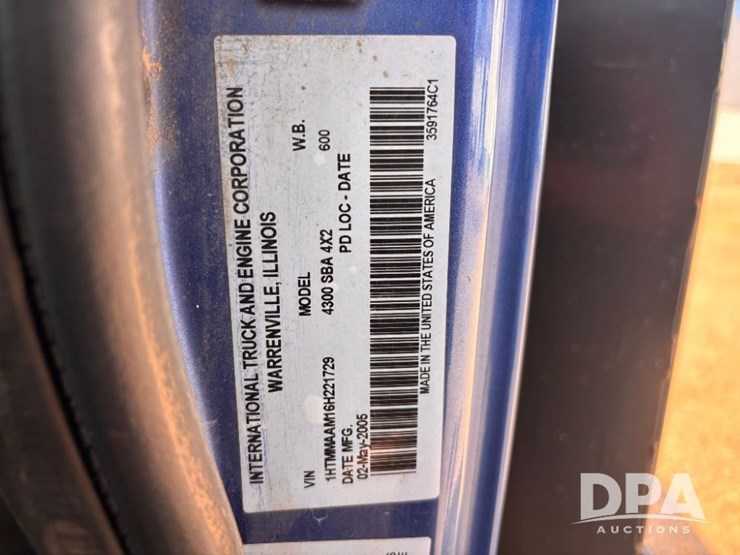 INTERNATIONAL TRUCK AND ENGINE CORPORATION
WARRENVILLE, ILLINOIS
VIN MODEL W.B.
1HTMMAAM16H221729 4300 SBA 4X2 600
DATE MFG. PD LOC - DATE
02-May-2005
MADE IN THE UNITED STATES OF AMERICA 3591764C1
DPA
AUCTIONS